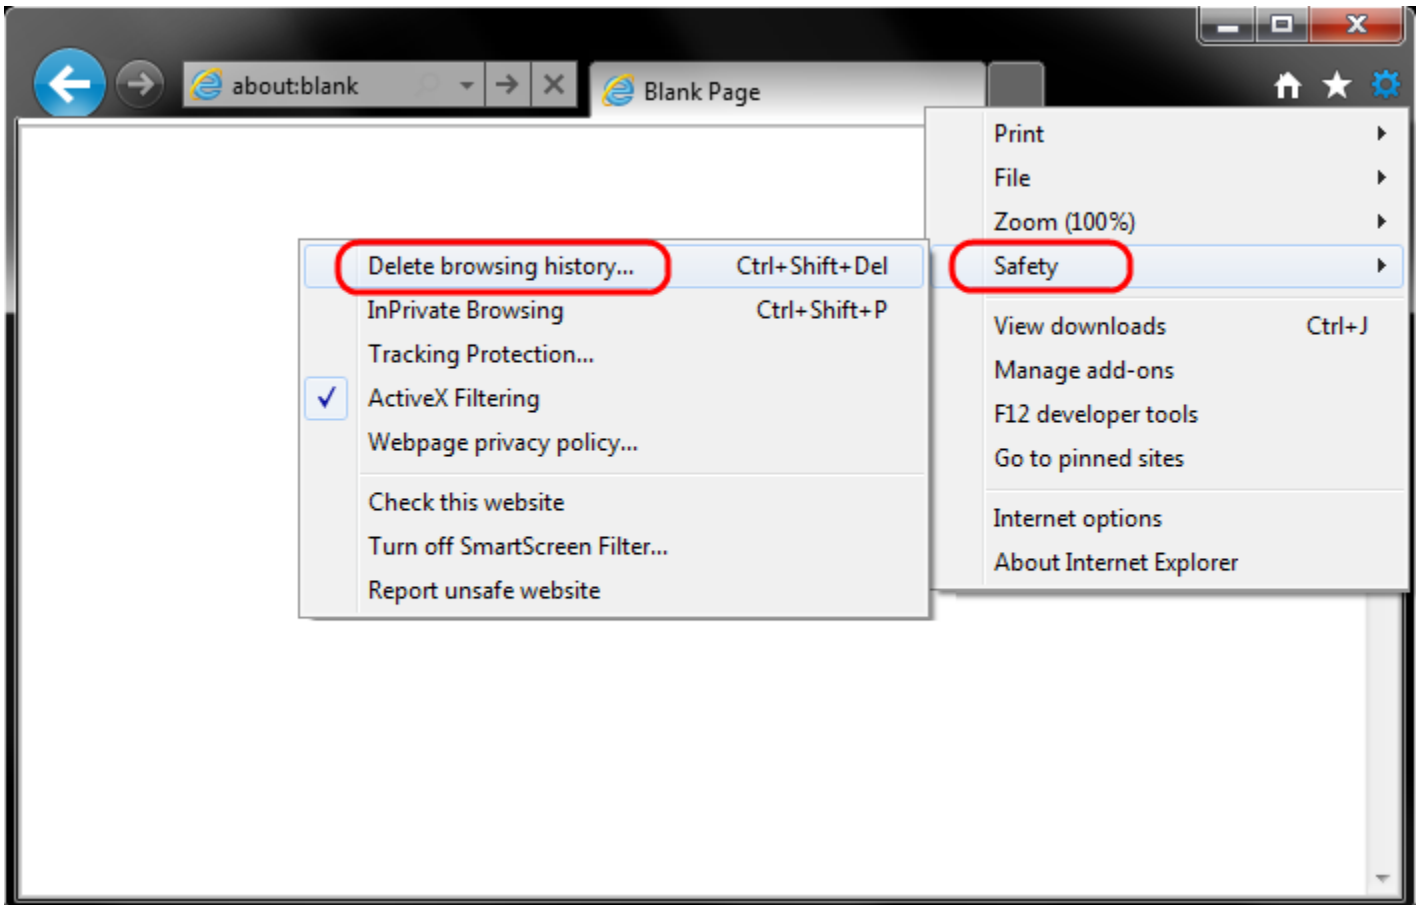 about:blank
Blank Page
Print
File
Zoom (100%)
Safety
View downloads Ctrl+J
Manage add-ons
F12 developer tools
Go to pinned sites
Internet options
About Internet Explorer
Delete browsing history... Ctrl+Shift+Del
InPrivate Browsing Ctrl+Shift+P
Tracking Protection...
ActiveX Filtering
Webpage privacy policy...
Check this website
Turn off SmartScreen Filter...
Report unsafe website